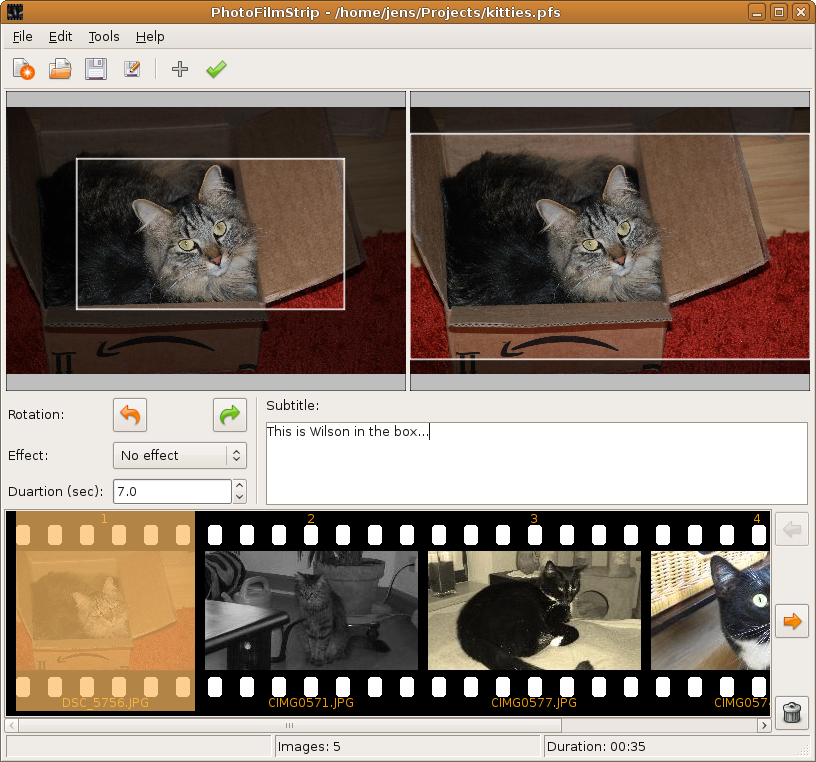 PhotoFilmStrip - /home/jens/Projects/kitties.pfs
File Edit Tools Help
Rotation:
Subtitle:
This is Wilson in the box...
Effect:
No effect
Duartion (sec):
7.0
1 2 3 4
DSC_5756.JPG CIMG0571.JPG CIMG0577.JPG CIMG057
Images: 5
Duration: 00:35